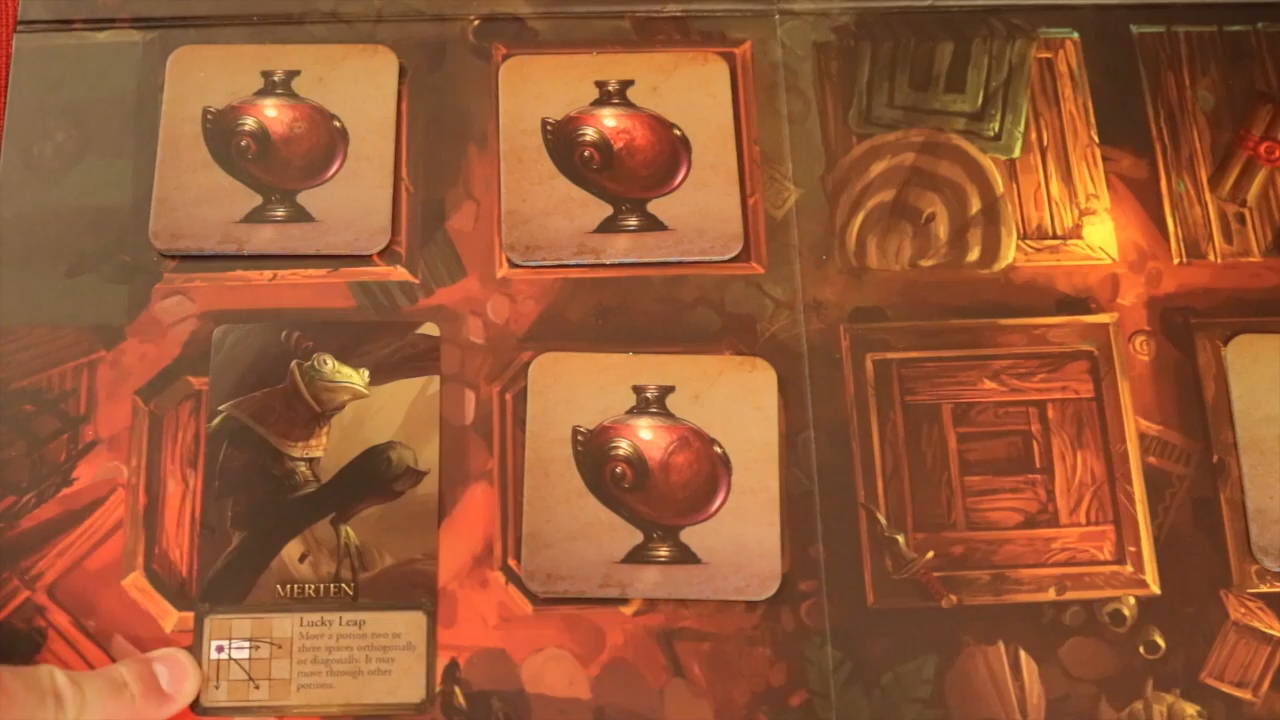 MERTEN
Lucky Leap
Move a potion two or
three spaces orthogonally
or diagonally. It may
move through other
potions.